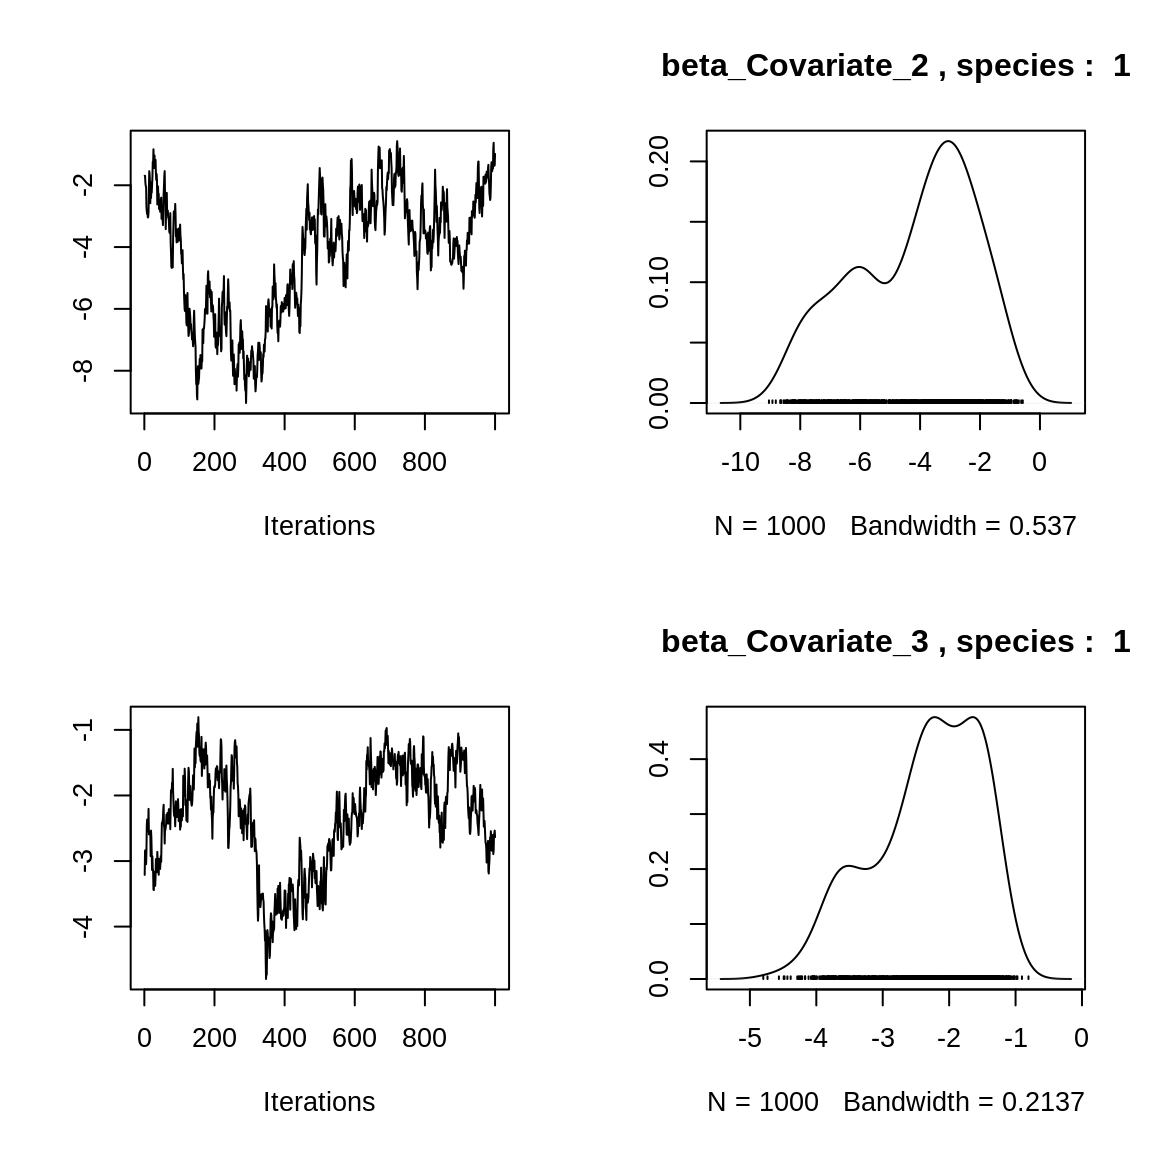 beta_Covariate_2 , species :  1
-2
-4
-6
-8
0 200 400 600 800
Iterations
0.20
0.10
0.00
-10 -8 -6 -4 -2 0
N = 1000   Bandwidth = 0.537
beta_Covariate_3 , species :  1
-1
-2
-3
-4
0 200 400 600 800
Iterations
0.4
0.2
0.0
-5 -4 -3 -2 -1 0
N = 1000   Bandwidth = 0.2137